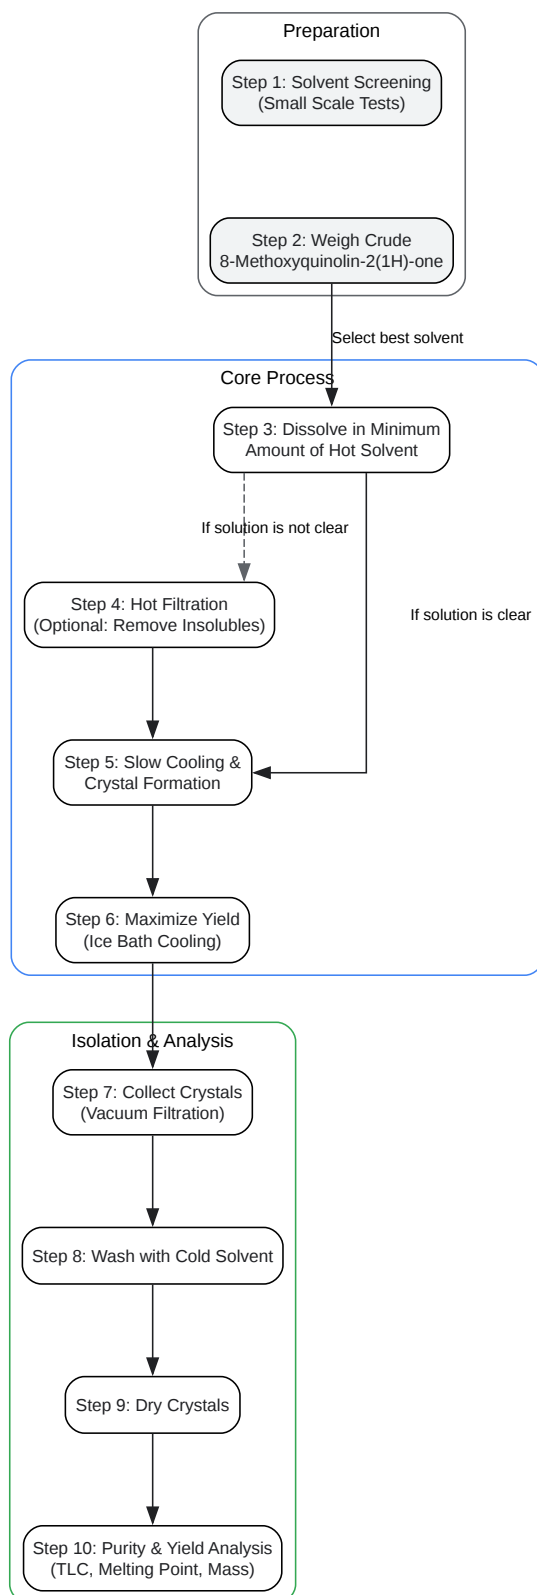 Preparation
Step 1: Solvent Screening
(Small Scale Tests)
Step 2: Weigh Crude
8-Methoxyquinolin-2(1H)-one
Select best solvent
Core Process
Step 3: Dissolve in Minimum
Amount of Hot Solvent
If solution is not clear
Step 4: Hot Filtration
(Optional: Remove Insolubles)
If solution is clear
Step 5: Slow Cooling &
Crystal Formation
Step 6: Maximize Yield
(Ice Bath Cooling)
Isolation & Analysis
Step 7: Collect Crystals
(Vacuum Filtration)
Step 8: Wash with Cold Solvent
Step 9: Dry Crystals
Step 10: Purity & Yield Analysis
(TLC, Melting Point, Mass)